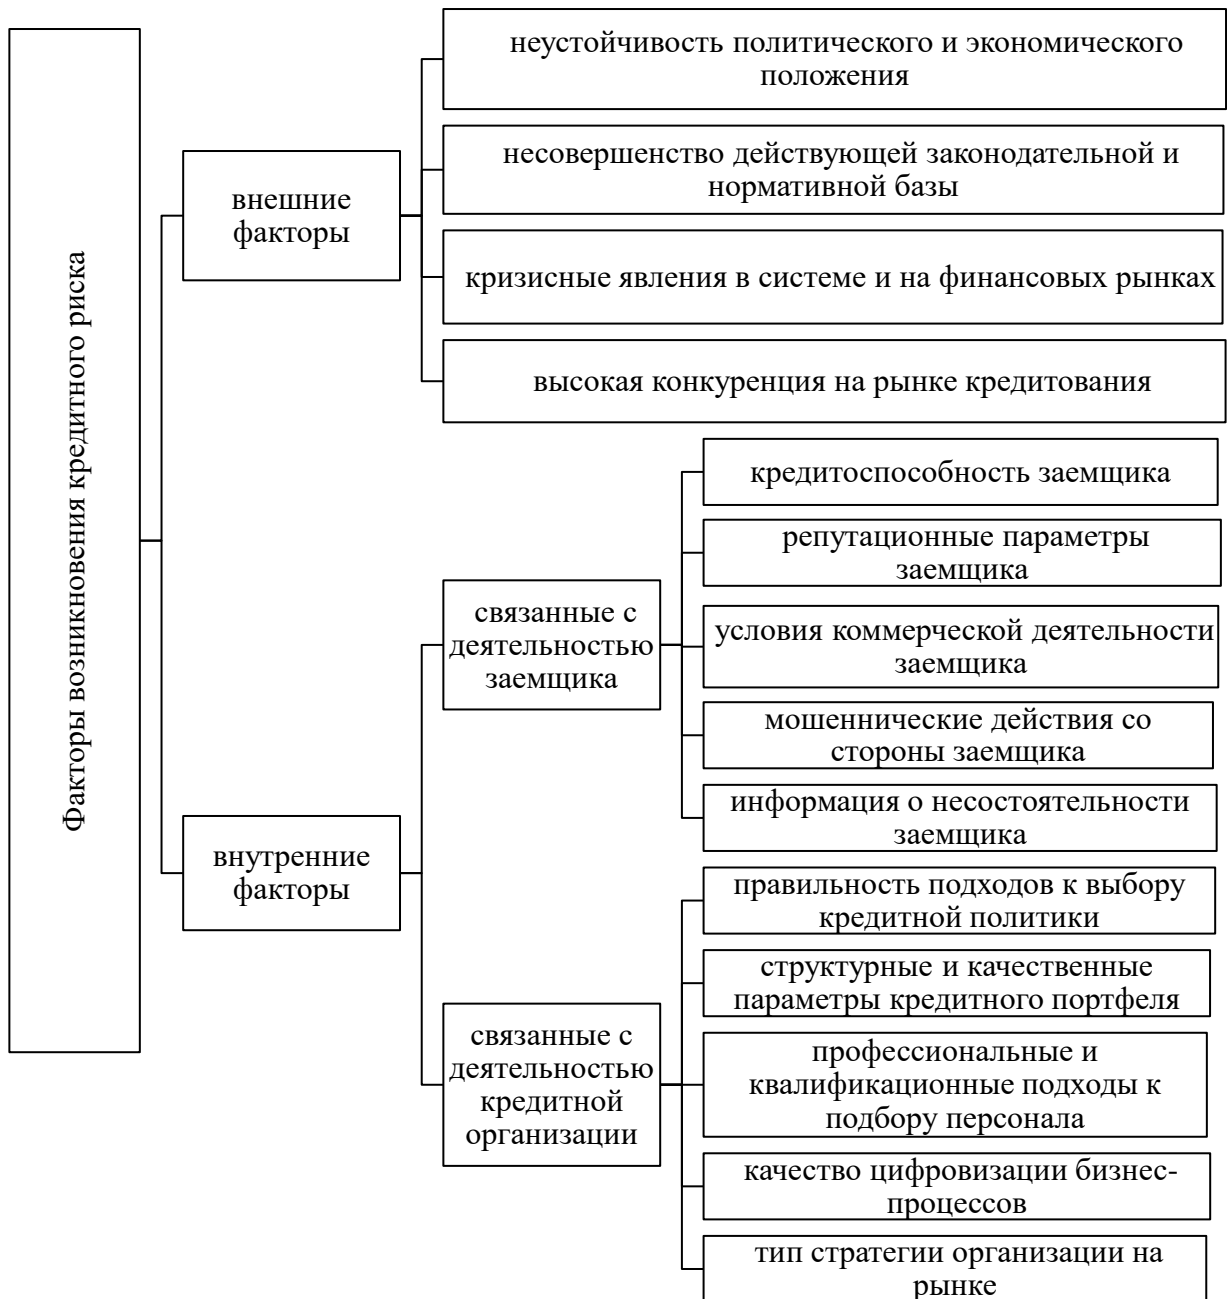 Факторы возникновения кредитного риска
внешние
факторы
неустойчивость политического и экономического
положения
несовершенство действующей законодательной и
нормативной базы
кризисные явления в системе и на финансовых рынках
высокая конкуренция на рынке кредитования
внутренние
факторы
связанные с
деятельностью
заемщика
кредитоспособность заемщика
репутационные параметры
заемщика
условия коммерческой деятельности
заемщика
мошеннические действия со
стороны заемщика
информация о несостоятельности
заемщика
связанные с
деятельностью
кредитной
организации
правильность подходов к выбору
кредитной политики
структурные и качественные
параметры кредитного портфеля
профессиональные и
квалификационные подходы к
подбору персонала
качество цифровизации бизнес-
процессов
тип стратегии организации на
рынке